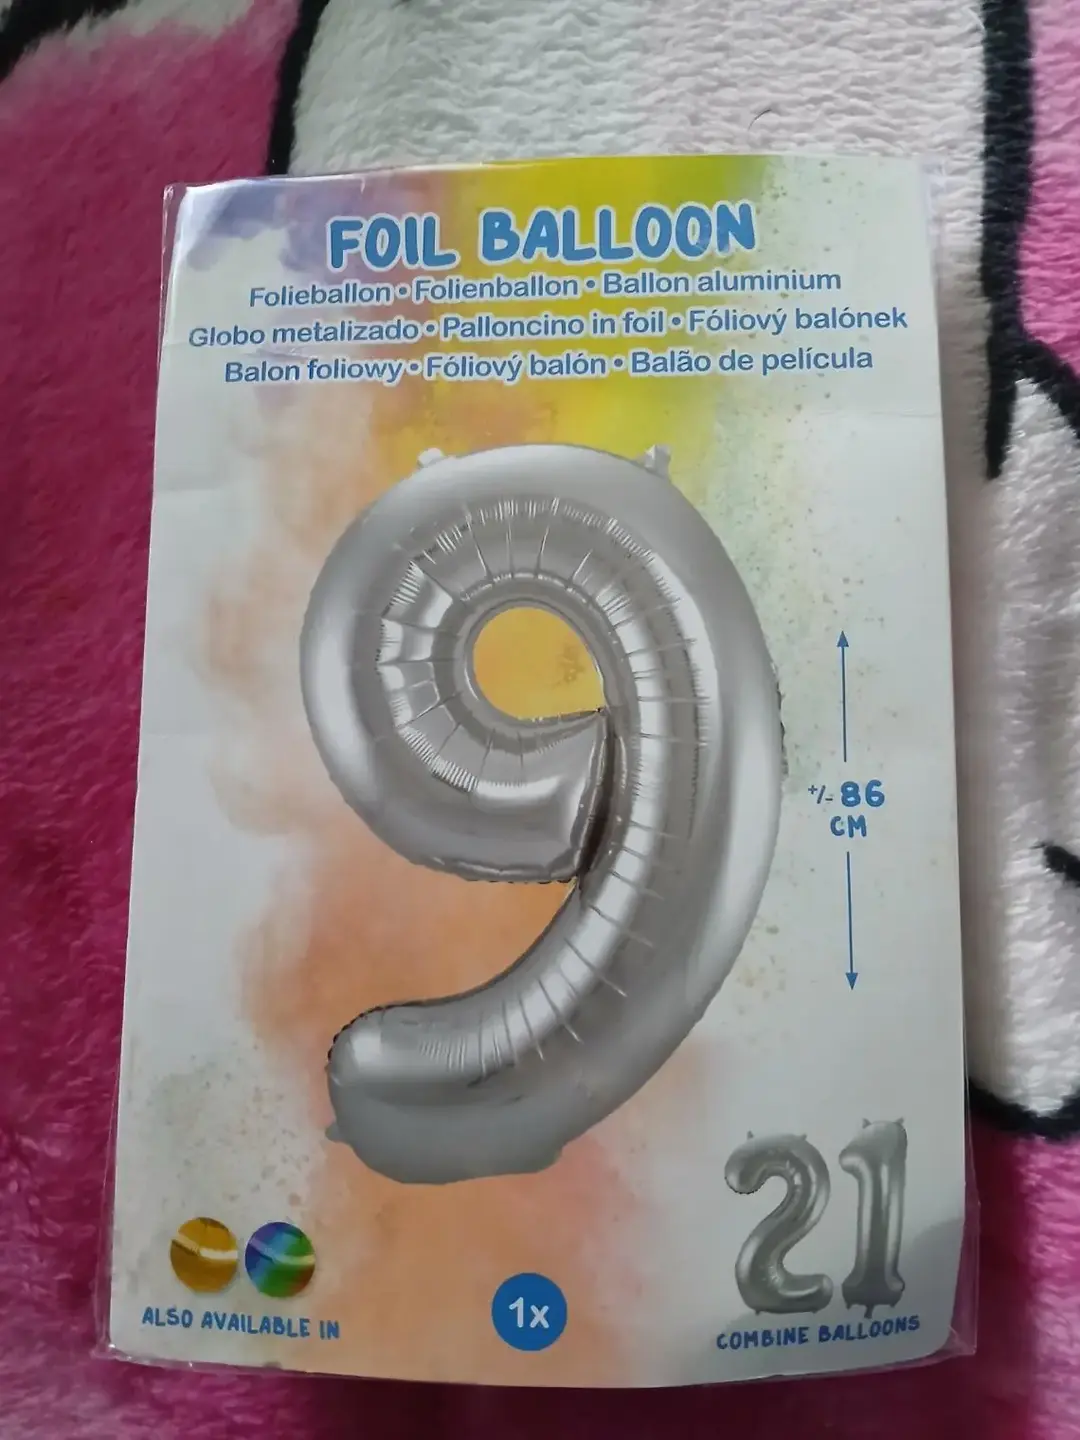 FOIL BALLOON
Folieballon • Folienballon • Ballon aluminium
Globo metalizado • Palloncino in foil • Fóliový balónek
Balon foliowy • Fóliový balón • Balão de película
9
+/- 86
CM
21
ALSO AVAILABLE IN
1x
COMBINE BALLOONS